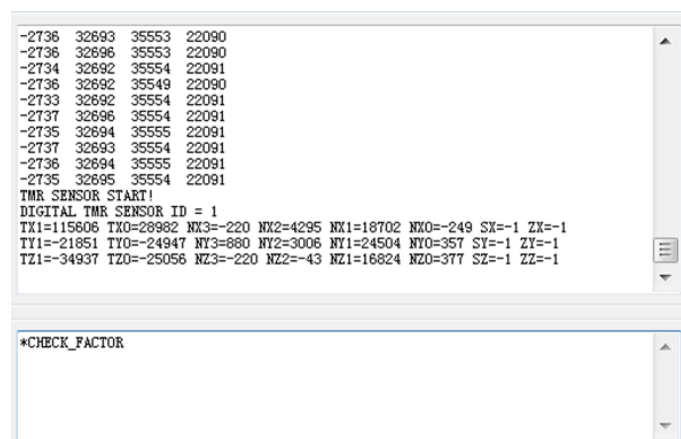 -2736 32693 35553 22090
-2736 32696 35553 22090
-2734 32692 35554 22091
-2736 32692 35549 22090
-2733 32692 35554 22091
-2737 32696 35554 22091
-2735 32694 35555 22091
-2737 32693 35554 22091
-2736 32694 35555 22091
-2735 32695 35554 22091
TMR SENSOR START!
DIGITAL TMR SENSOR ID = 1
TX1=115606 TX0=28982 NX3=-220 NX2=4295 NX1=18702 NX0=-249 SX=-1 ZX=-1
TY1=-21851 TY0=-24947 NY3=880 NY2=3006 NY1=24504 NY0=357 SY=-1 ZY=-1
TZ1=-34937 TZ0=-25056 NZ3=-220 NZ2=-43 NZ1=16824 NZ0=377 SZ=-1 ZZ=-1
*CHECK_FACTOR